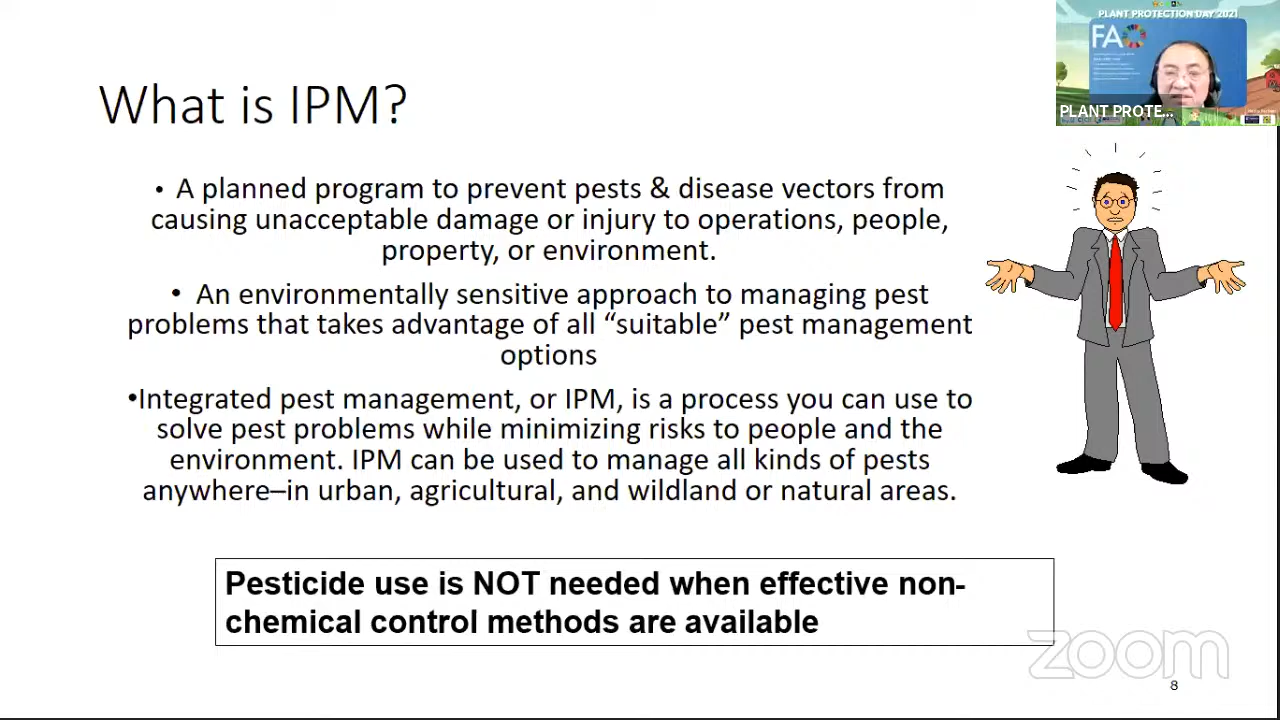 PLANT PROTECTION DAY 2021
FAO
PLANT PROTE...
What is IPM?
• A planned program to prevent pests & disease vectors from
causing unacceptable damage or injury to operations, people,
property, or environment.
• An environmentally sensitive approach to managing pest
problems that takes advantage of all “suitable” pest management
options
•Integrated pest management, or IPM, is a process you can use to
solve pest problems while minimizing risks to people and the
environment. IPM can be used to manage all kinds of pests
anywhere–in urban, agricultural, and wildland or natural areas.
Pesticide use is NOT needed when effective non-
chemical control methods are available
zoom
8